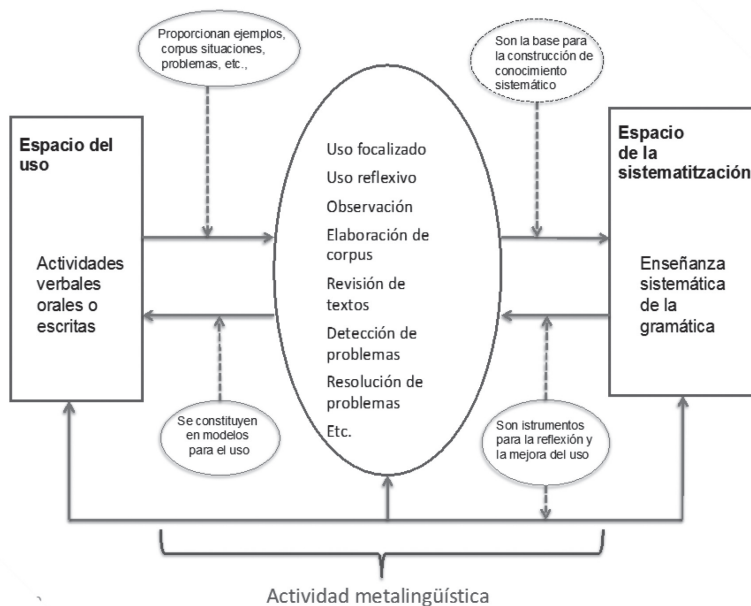 Proporcionan ejemplos,
corpus situaciones,
problemas, etc.,
Son la base para
la construcción de
conocimiento
sistemático
Espacio del
uso
Actividades
verbales
orales o
escritas
Uso focalizado
Uso reflexivo
Observación
Elaboración de
corpus
Revisión de
textos
Detección de
problemas
Resolución de
problemas
Etc.
Espacio
de la
sistematitzación
Enseñanza
sistemática
de la
gramática
Se constituyen
en modelos
para el uso
Son istrumentos
para la reflexión y
la mejora del uso
Actividad metalingüística